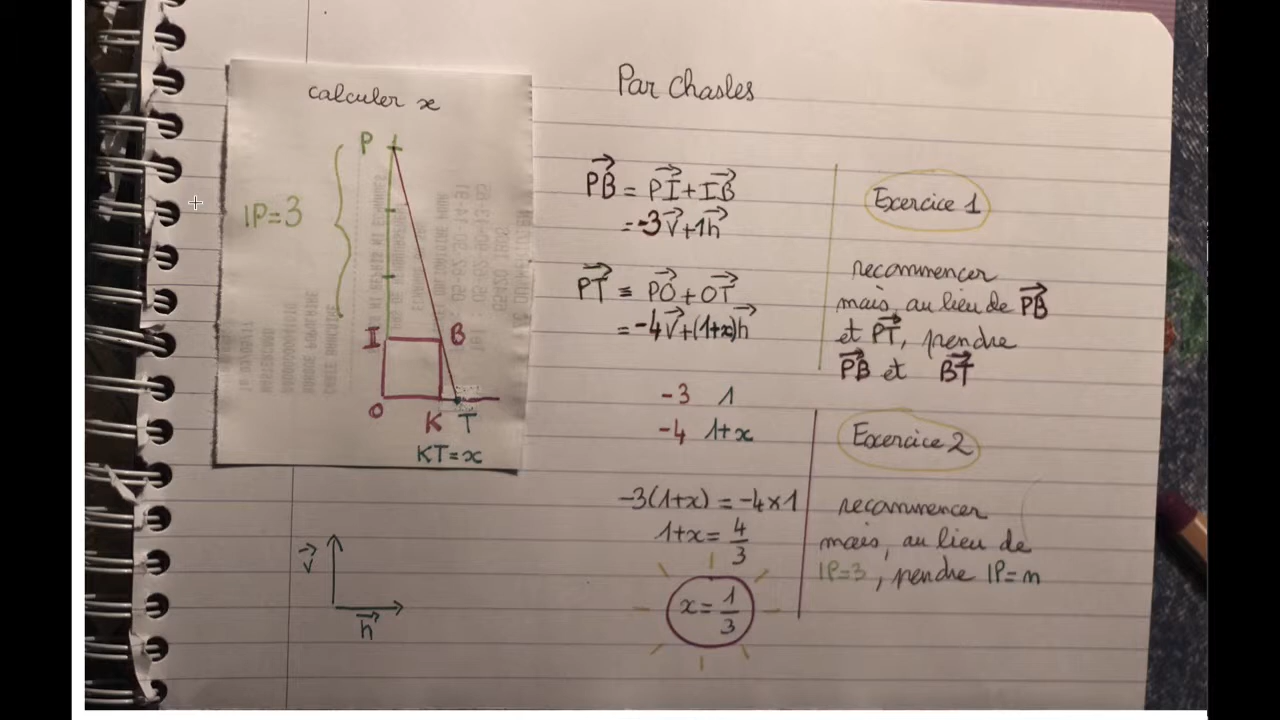 calculer x
P
IP=3
I
B
O
K
T
KT=x
v
h
Par Chasles
PB = PI+IB
= -3v+1h
PT = PO+OT
= -4v+(1+x)h
-3 1
-4 1+x
-3(1+x) = -4×1
1+x = 4/3
x = 1/3
Exercice 1
recommencer
mais, au lieu de PB
et PT, prendre
PB et BT
Exercice 2
recommencer
mais, au lieu de
IP=3, pendre IP=n